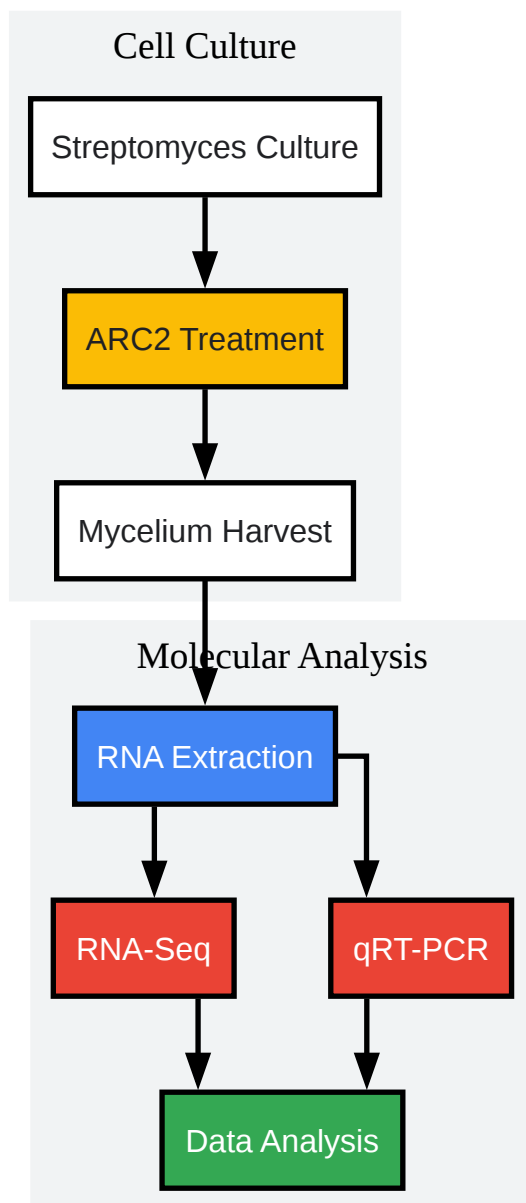 Cell Culture
Streptomyces Culture
ARC2 Treatment
Mycelium Harvest
Molecular Analysis
RNA Extraction
RNA-Seq
qRT-PCR
Data Analysis